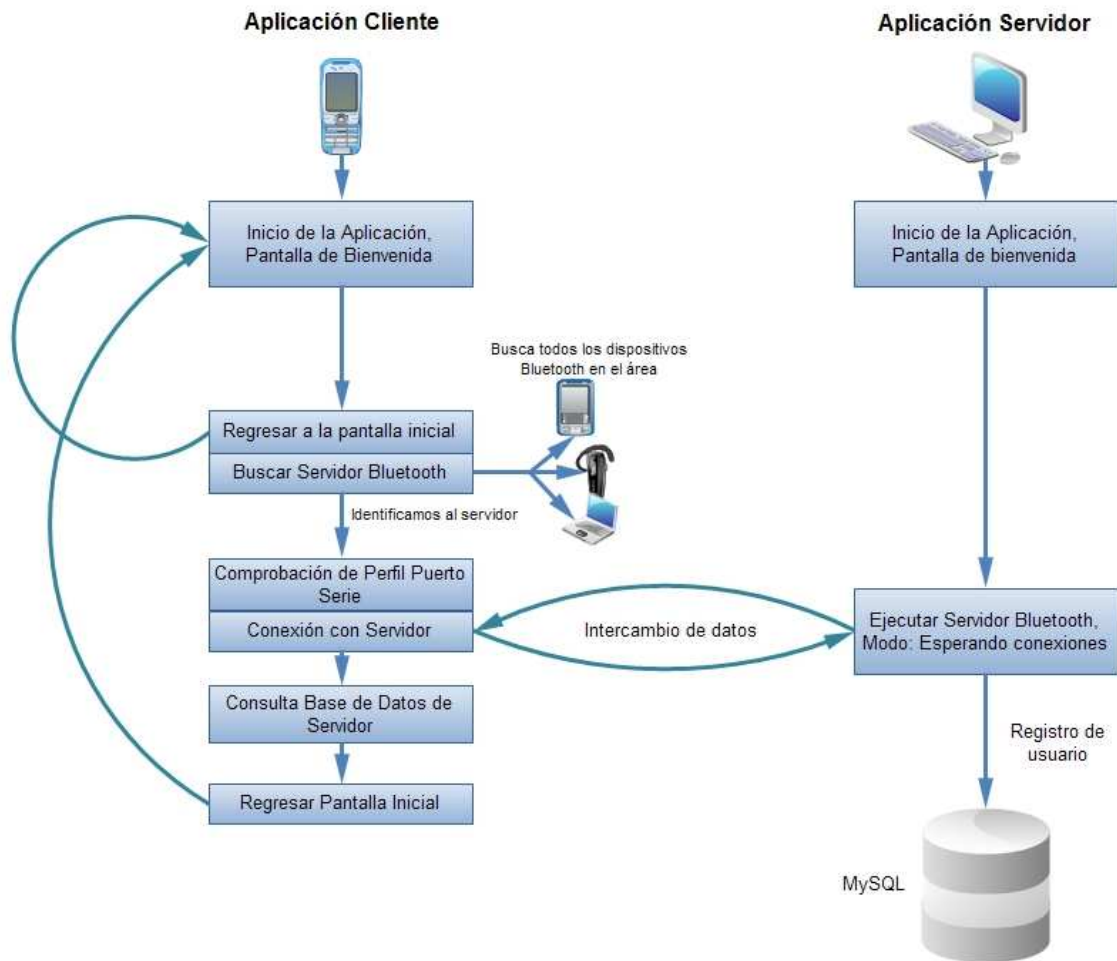 Aplicación Cliente
Aplicación Servidor
Inicio de la Aplicación,
Pantalla de Bienvenida
Inicio de la Aplicación,
Pantalla de bienvenida
Busca todos los dispositivos
Bluetooth en el área
Regresar a la pantalla inicial
Buscar Servidor Bluetooth
Identificamos al servidor
Comprobación de Perfil Puerto
Serie
Conexión con Servidor
Intercambio de datos
Ejecutar Servidor Bluetooth,
Modo: Esperando conexiones
Consulta Base de Datos de
Servidor
Registro de
usuario
Regresar Pantalla Inicial
MySQL